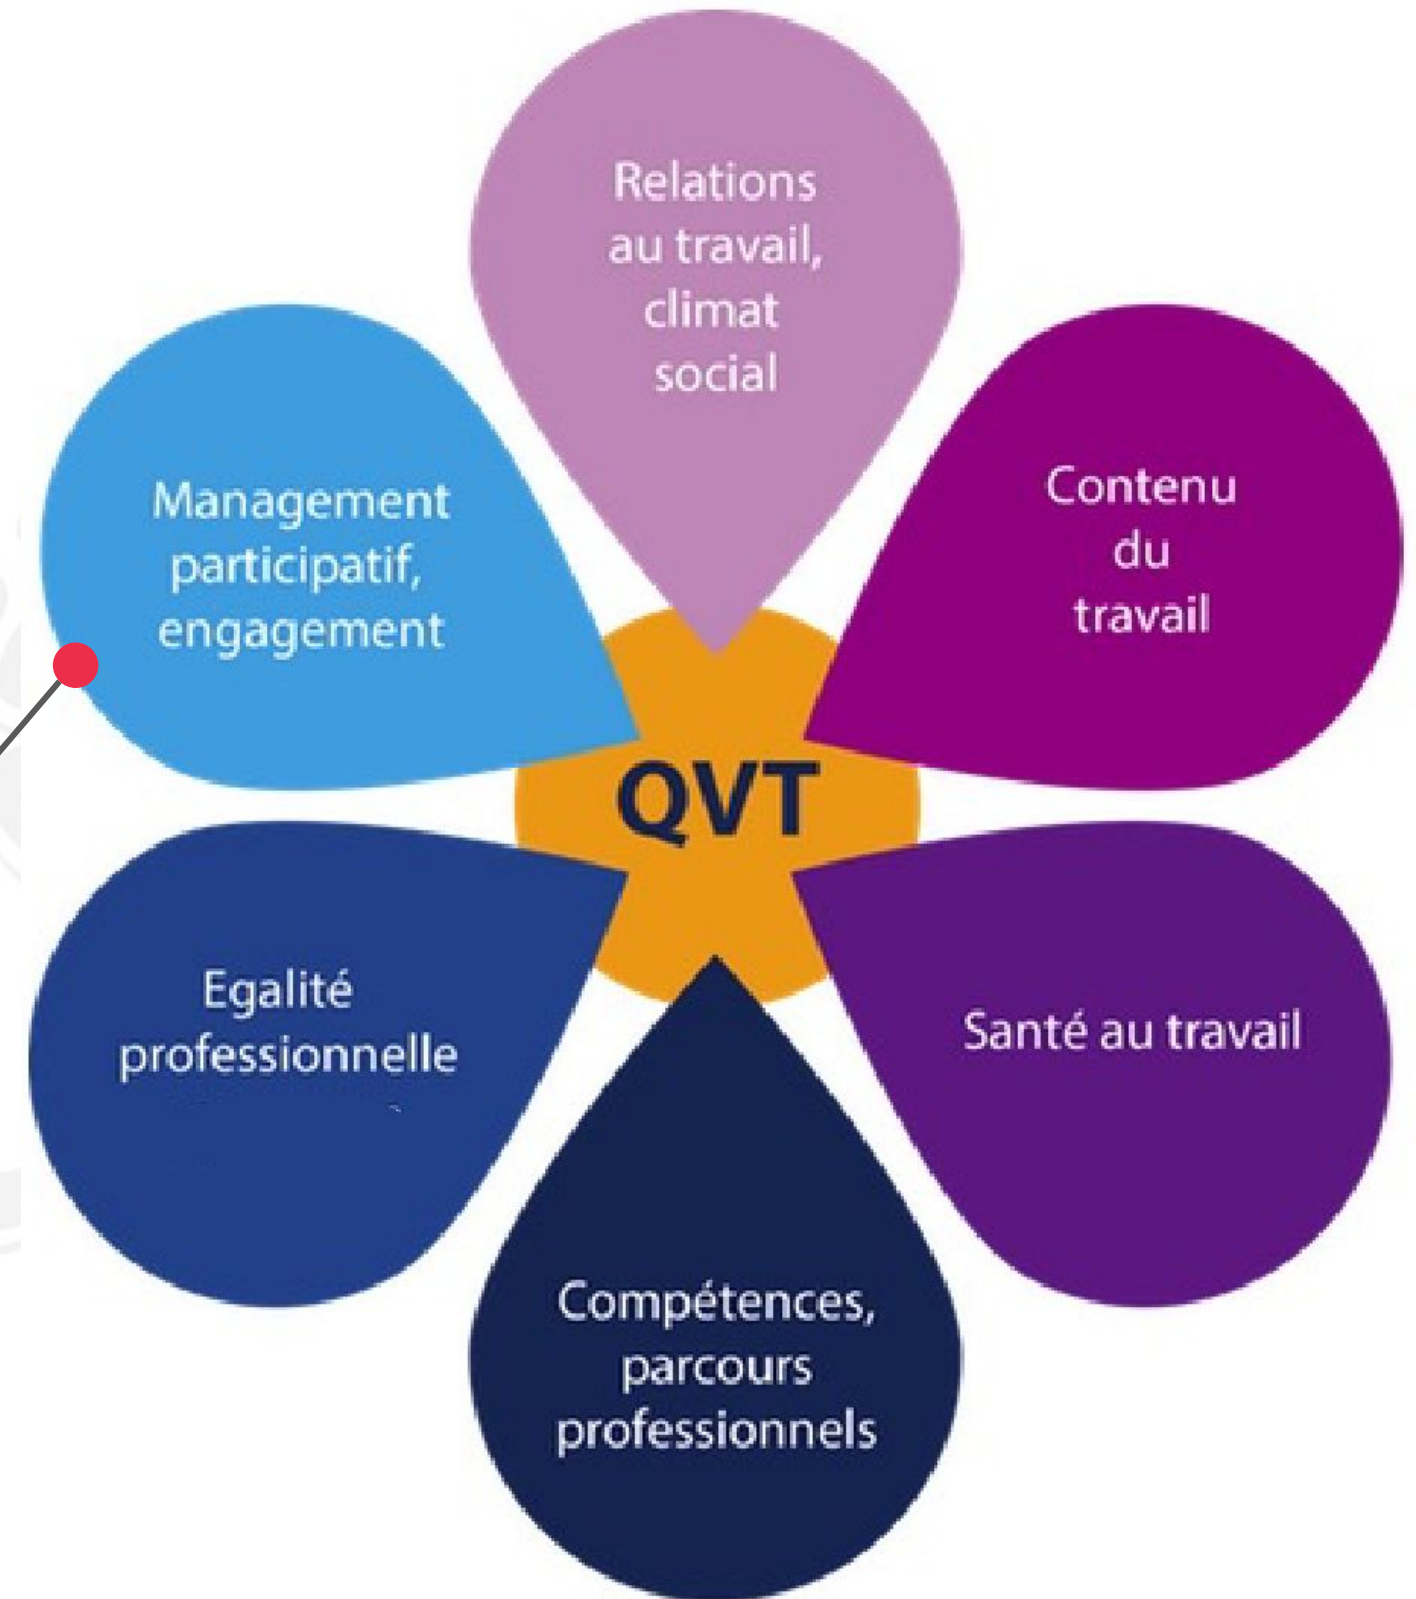 Relations
au travail,
climat
social
Contenu
du
travail
Santé au travail
Compétences,
parcours
professionnels
Egalité
professionnelle
Management
participatif,
engagement
QVT